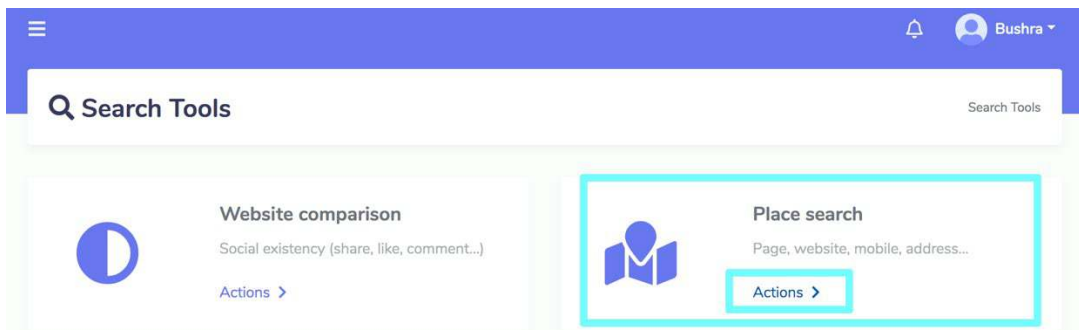 Bushra
Search Tools
Search Tools
Website comparison
Social existency (share, like, comment...)
Actions
Place search
Page, website, mobile, address...
Actions